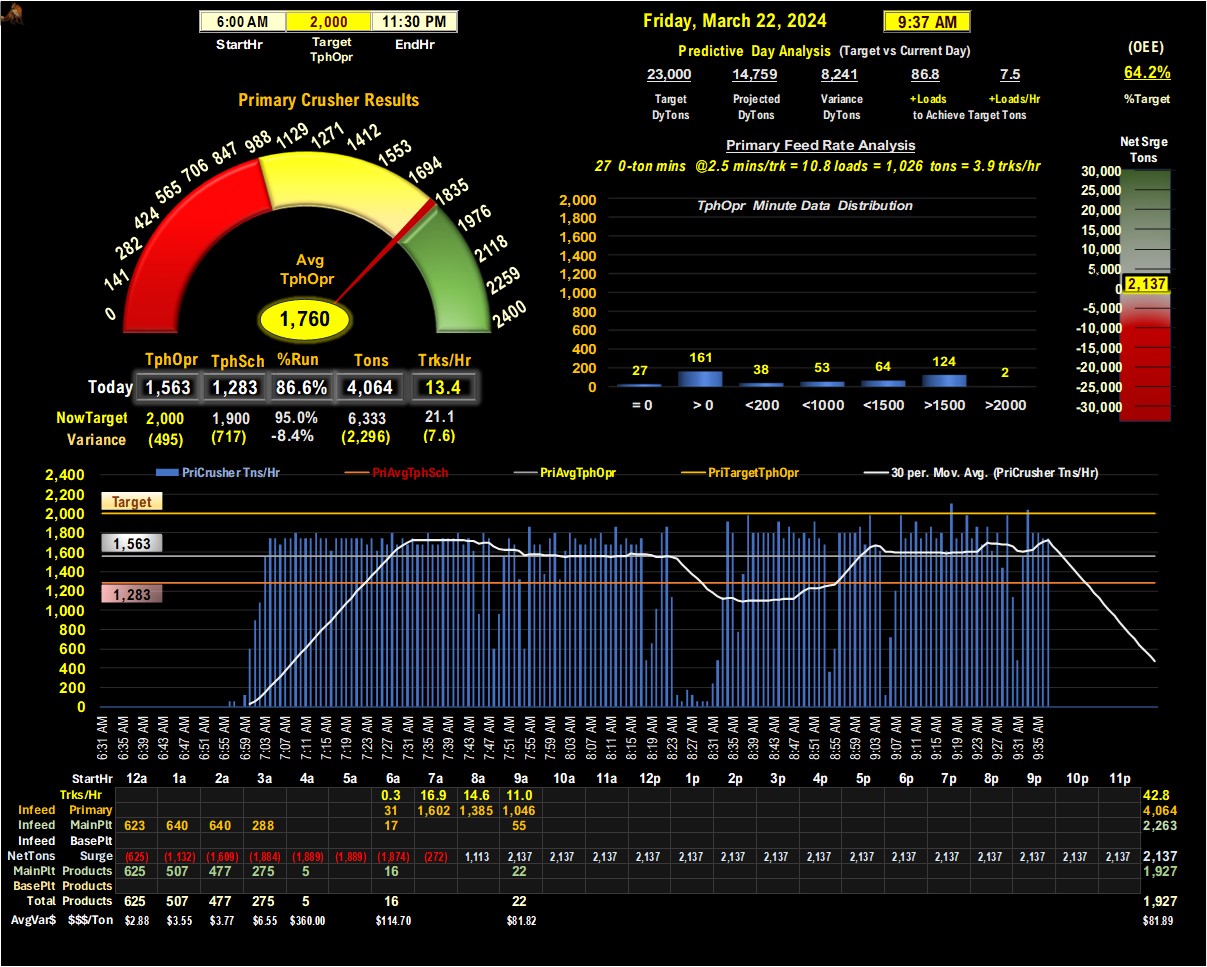 6:00 AM 2,000 11:30 PM
StartHr Target TphOpr EndHr
Friday, March 22, 2024 9:37 AM
Predictive Day Analysis (Target vs Current Day)
23,000 14,759 8,241 86.8 7.5
Target DyTons Projected DyTons Variance DyTons +Loads +Loads/Hr
to Achieve Target Tons
(OEE)
64.2%
%Target
Primary Crusher Results
0 141 282 424 565 706 847 988 1129 1271 1412 1553 1694 1835 1976 2118 2259 2400
Avg
TphOpr
1,760
TphOpr TphSch %Run Tons Trks/Hr
Today 1,563 1,283 86.6% 4,064 13.4
NowTarget 2,000 1,900 95.0% 6,333 21.1
Variance (495) (717) -8.4% (2,296) (7.6)
Primary Feed Rate Analysis
27 0-ton mins @2.5 mins/trk = 10.8 loads = 1,026 tons = 3.9 trks/hr
TphOpr Minute Data Distribution
2,000
1,800
1,600
1,400
1,200
1,000
800
600
400
200
0
27 161 38 53 64 124 2
= 0 > 0 <200 <1000 <1500 >1500 >2000
Net Srge
Tons
30,000
25,000
20,000
15,000
10,000
5,000
0
2,137
-5,000
-10,000
-15,000
-20,000
-25,000
-30,000
PriCrusher Tns/Hr PriAvgTphSch PriAvgTphOpr PriTargetTphOpr 30 per. Mov. Avg. (PriCrusher Tns/Hr)
2,400
2,200
2,000
1,800
1,600
1,400
1,200
1,000
800
600
400
200
0
Target
1,563
1,283
6:31 AM 6:35 AM 6:39 AM 6:43 AM 6:47 AM 6:51 AM 6:55 AM 6:59 AM 7:03 AM 7:07 AM 7:11 AM 7:15 AM 7:19 AM 7:23 AM 7:27 AM 7:31 AM 7:35 AM 7:39 AM 7:43 AM 7:47 AM 7:51 AM 7:55 AM 7:59 AM 8:03 AM 8:07 AM 8:11 AM 8:15 AM 8:19 AM 8:23 AM 8:27 AM 8:31 AM 8:35 AM 8:39 AM 8:43 AM 8:47 AM 8:51 AM 8:55 AM 8:59 AM 9:03 AM 9:07 AM 9:11 AM 9:15 AM 9:19 AM 9:23 AM 9:27 AM 9:31 AM 9:35 AM
StartHr 12a 1a 2a 3a 4a 5a 6a 7a 8a 9a 10a 11a 12p 1p 2p 3p 4p 5p 6p 7p 8p 9p 10p 11p
Trks/Hr 0.3 16.9 14.6 11.0 42.8
Infeed Primary 31 1,602 1,385 1,046 4,064
Infeed MainPlt 623 640 640 288 17 55 2,263
Infeed BasePlt
NetTons Surge (625) (1,132) (1,609) (1,884) (1,889) (1,889) (1,874) (272) 1,113 2,137 2,137 2,137 2,137 2,137 2,137 2,137 2,137 2,137 2,137 2,137 2,137 2,137 2,137 2,137 2,137
MainPlt Products 625 507 477 275 5 16 22 1,927
BasePlt Products
Total Products 625 507 477 275 5 16 22 1,927
AvgVar$ $$$/Ton $2.88 $3.55 $3.77 $6.55 $360.00 $114.70 $81.82 $81.89